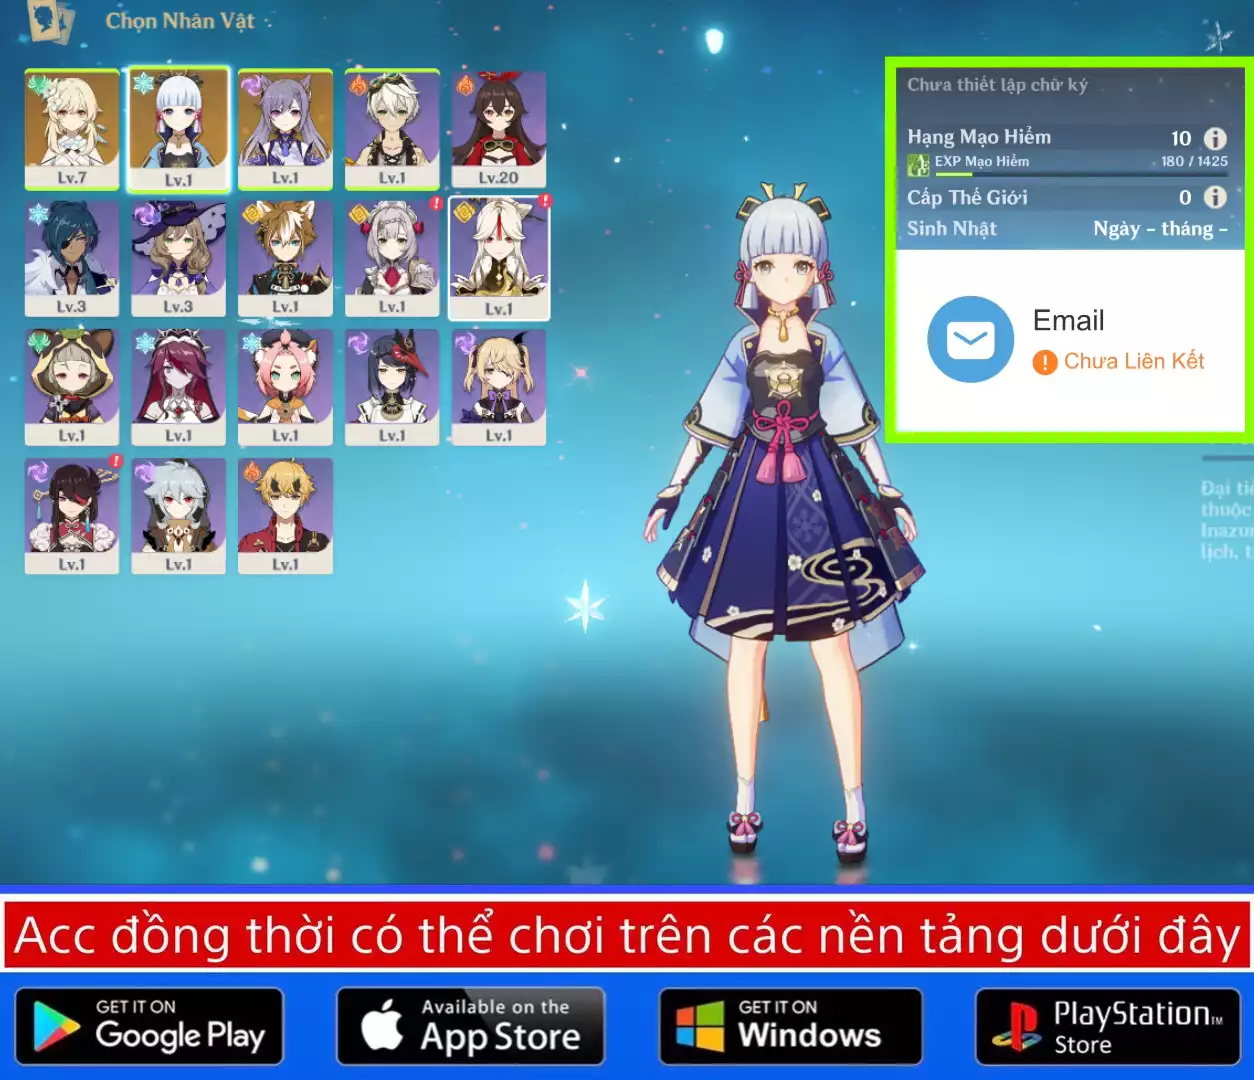 Chọn Nhân Vật
Lv.7
Lv.1
Lv.1
Lv.1
Lv.20
Lv.3
Lv.3
Lv.1
Lv.1
Lv.1
Lv.1
Lv.1
Lv.1
Lv.1
Lv.1
Lv.1
Lv.1
Lv.1
Chưa thiết lập chữ ký
Hạng Mạo Hiểm 10
EXP Mạo Hiểm 180 / 1425
Cấp Thế Giới 0
Sinh Nhật Ngày - tháng -
Email
Chưa Liên Kết
Đại
thuộc
lịch,
Acc đồng thời có thể chơi trên các nền tảng dưới đây
GET IT ON
Google Play
Available on the
App Store
GET IT ON
Windows
PlayStation™
Store